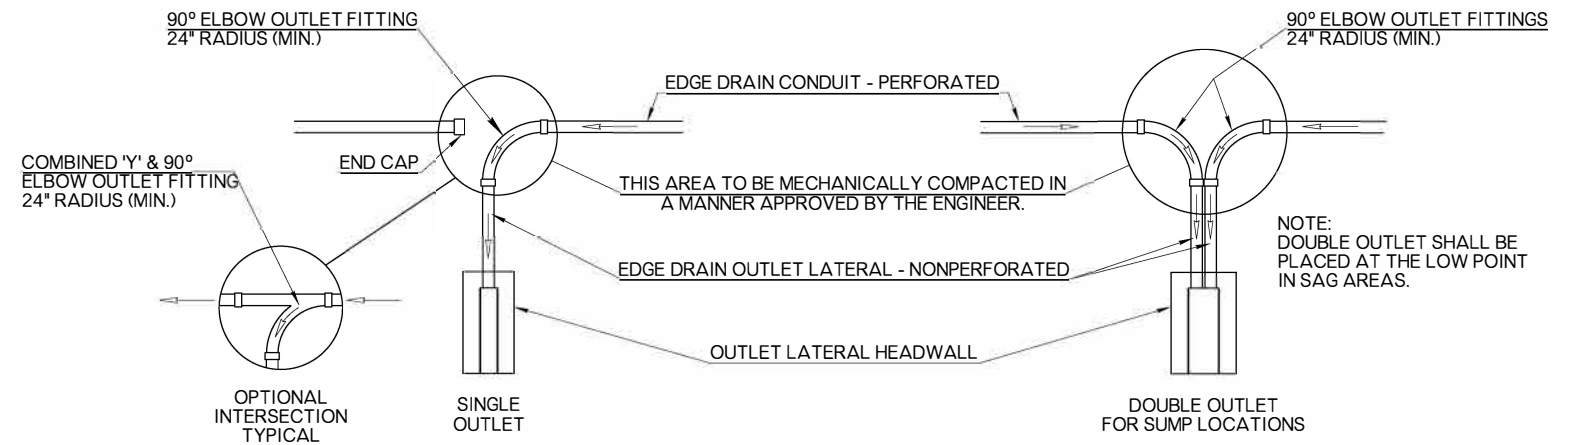 90º ELBOW OUTLET FITTING
24" RADIUS (MIN.)
90º ELBOW OUTLET FITTINGS
24" RADIUS (MIN.)
EDGE DRAIN CONDUIT - PERFORATED
COMBINED 'Y' & 90º
ELBOW OUTLET FITTING
24" RADIUS (MIN.)
END CAP
THIS AREA TO BE MECHANICALLY COMPACTED IN
A MANNER APPROVED BY THE ENGINEER.
NOTE:
DOUBLE OUTLET SHALL BE
PLACED AT THE LOW POINT
IN SAG AREAS.
EDGE DRAIN OUTLET LATERAL - NONPERFORATED
OUTLET LATERAL HEADWALL
OPTIONAL
INTERSECTION
TYPICAL
SINGLE
OUTLET
DOUBLE OUTLET
FOR SUMP LOCATIONS